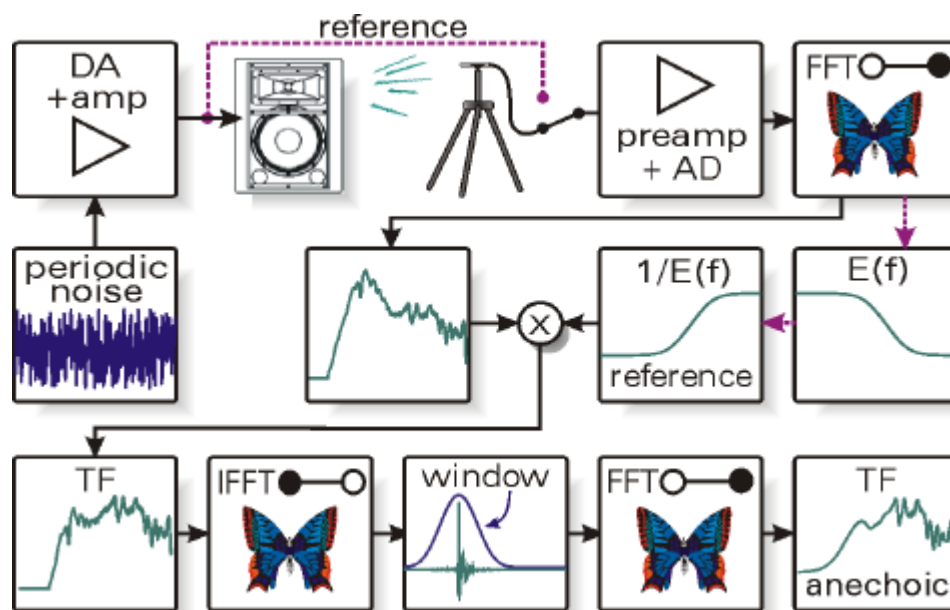 reference
DA
+amp
preamp
+ AD
FFT
periodic
noise
X
1/E(f)
reference
E(f)
TF
IFFT
window
FFT
TF
anechoic